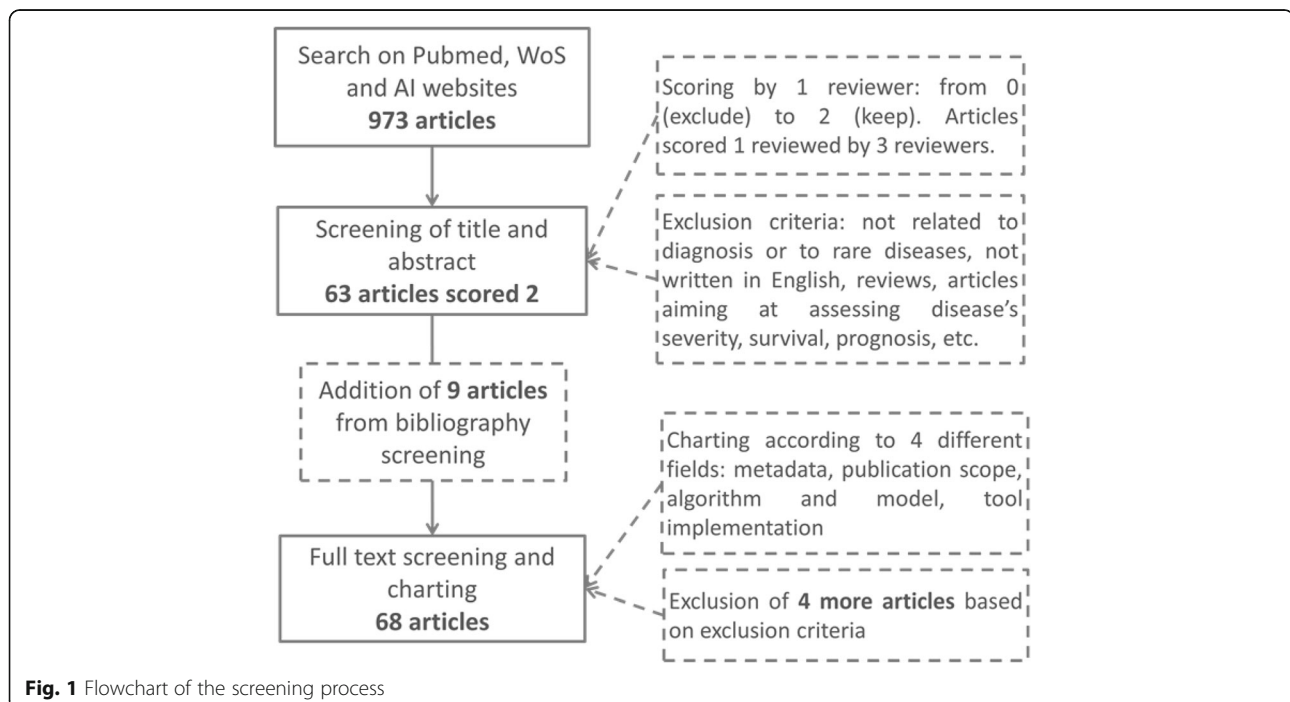 Search on Pubmed, WoS
and AI websites
973 articles
Scoring by 1 reviewer: from 0
(exclude) to 2 (keep). Articles
scored 1 reviewed by 3 reviewers.
Screening of title and
abstract
63 articles scored 2
Exclusion criteria: not related to
diagnosis or to rare diseases, not
written in English, reviews, articles
aiming at assessing disease's
severity, survival, prognosis, etc.
Addition of 9 articles
from bibliography
screening
Charting according to 4 different
fields: metadata, publication scope,
algorithm and model, tool
implementation
Full text screening and
charting
68 articles
Exclusion of 4 more articles based
on exclusion criteria
Fig. 1 Flowchart of the screening process